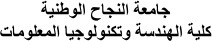 جامعة النجاح الوطنية
كلية الهندسة وتكنولوجيا المعلومات